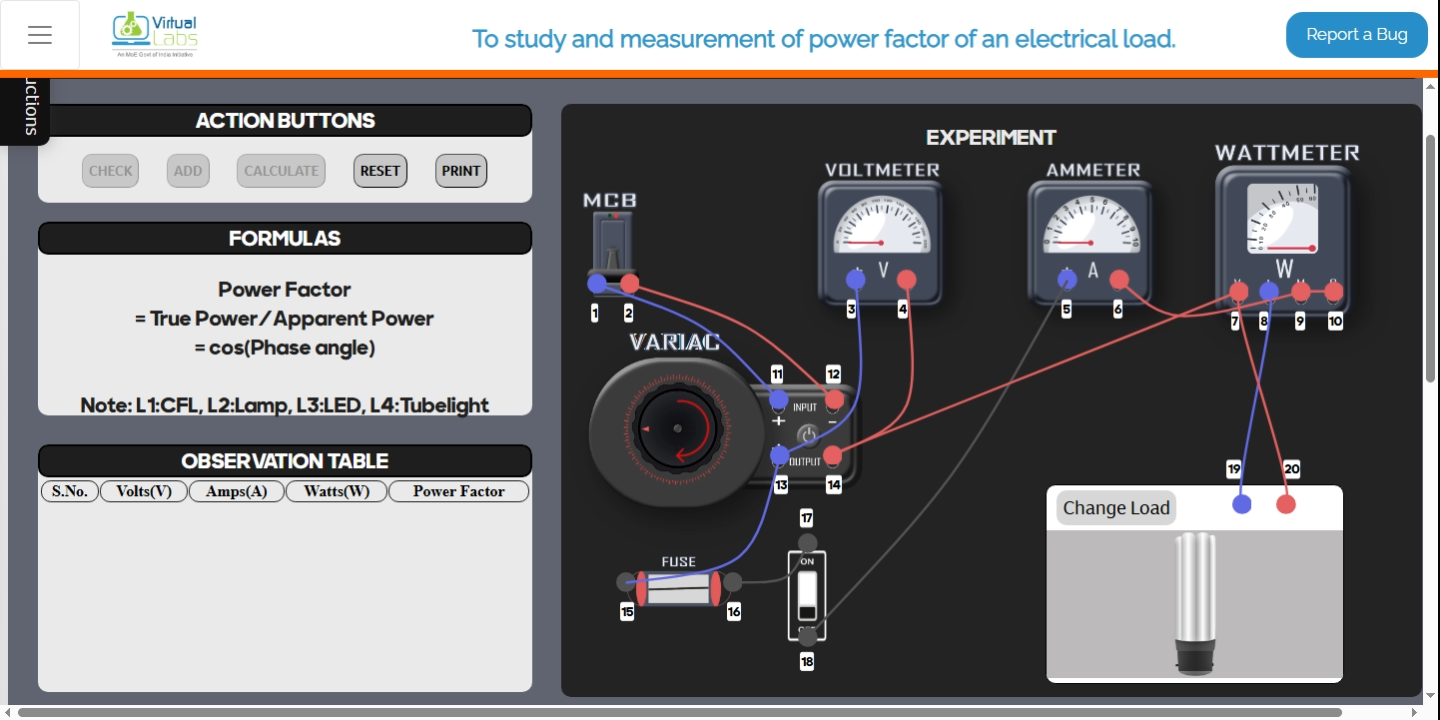 Virtual
Labs
An MoE Govt of India Initiative
To study and measurement of power factor of an electrical load.
Report a Bug
uctions
ACTION BUTTONS
CHECK
ADD
CALCULATE
RESET
PRINT
FORMULAS
Power Factor
= True Power/Apparent Power
= cos(Phase angle)
Note: L1:CFL, L2:Lamp, L3:LED, L4:Tubelight
OBSERVATION TABLE
S.No. Volts(V) Amps(A) Watts(W) Power Factor
EXPERIMENT
MCB
1 2
VOLTMETER
V
3 4
AMMETER
A
5 6
WATTMETER
W
7 8 9 10
VARIAC
11 12
INPUT
+ -
OUTPUT
13 14
FUSE
15 16
17
ON
OFF
18
19 20
Change Load